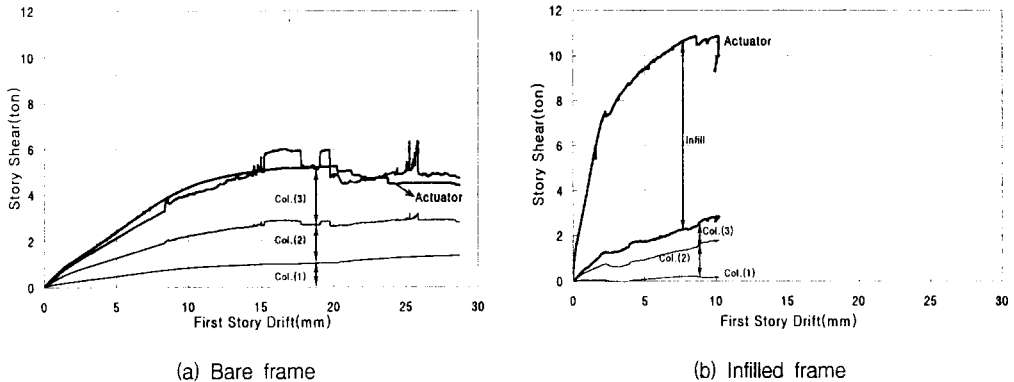 12
10
8
6
4
2
0
Story Shear(ton)
Col.(3)
Col.(2)
Col.(1)
Actuator
0 5 10 15 20 25 30
First Story Drift(mm)
(a) Bare frame
12
10
8
6
4
2
0
Story Shear(ton)
Actuator
Infill
Col.(3)
Col.(2)
Col.(1)
0 5 10 15 20 25 30
First Story Drift(mm)
(b) Infilled frame